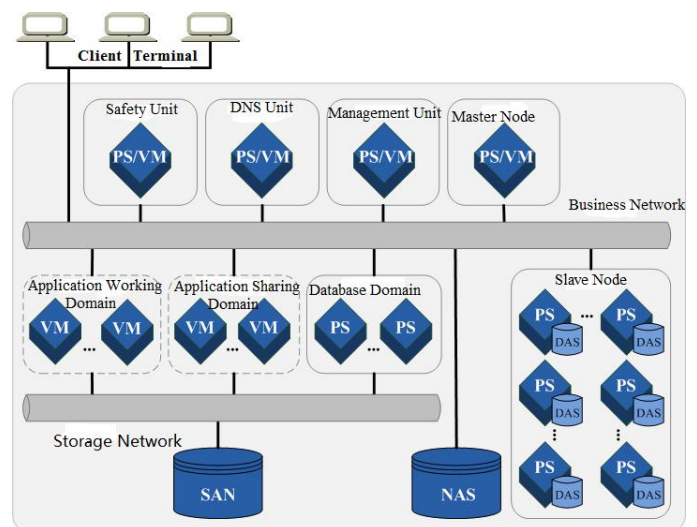 Client Terminal
Safety Unit
DNS Unit
Management Unit
Master Node
PS/VM
PS/VM
PS/VM
PS/VM
Business Network
Application Working
Domain
VM
...
VM
Application Sharing
Domain
VM
...
VM
Database Domain
PS
...
PS
Slave Node
PS
DAS
...
PS
DAS
PS
DAS
PS
DAS
...
...
PS
DAS
PS
DAS
Storage Network
SAN
NAS